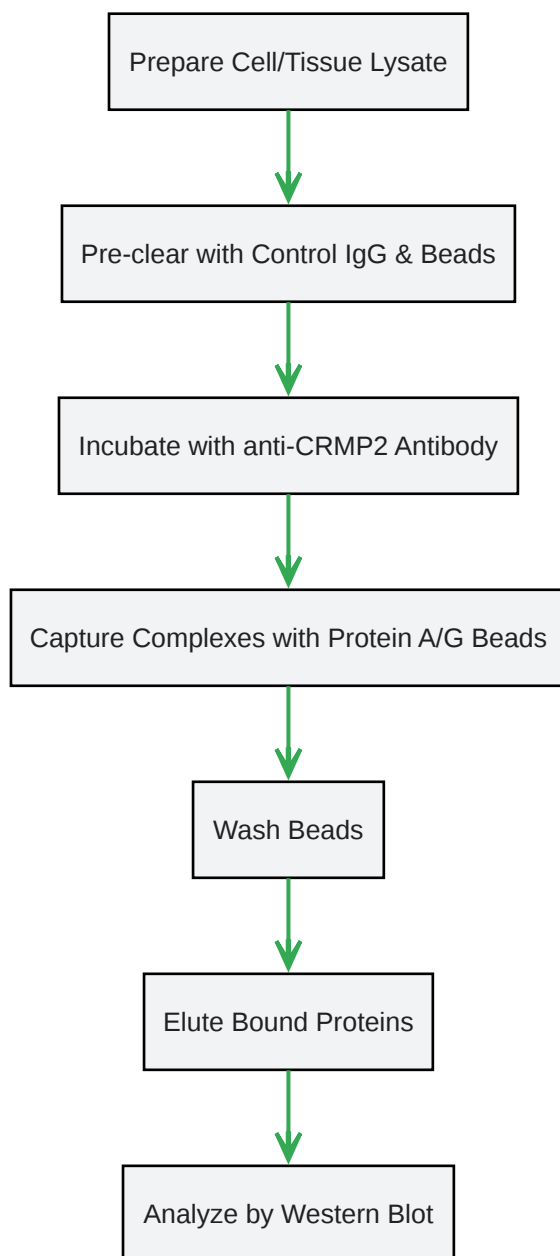 Prepare Cell/Tissue Lysate
Pre-clear with Control IgG & Beads
Incubate with anti-CRMP2 Antibody
Capture Complexes with Protein A/G Beads
Wash Beads
Elute Bound Proteins
Analyze by Western Blot